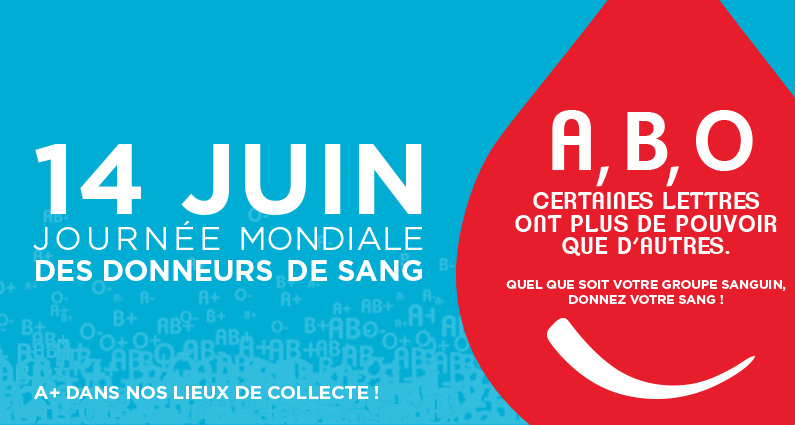 14 JUIN
JOURNÉE MONDIALE
DES DONNEURS DE SANG
A+ DANS NOS LIEUX DE COLLECTE !
A, B, O
CERTAINES LETTRES
ONT PLUS DE POUVOIR
QUE D'AUTRES.
QUEL QUE SOIT VOTRE GROUPE SANGUIN,
DONNEZ VOTRE SANG !